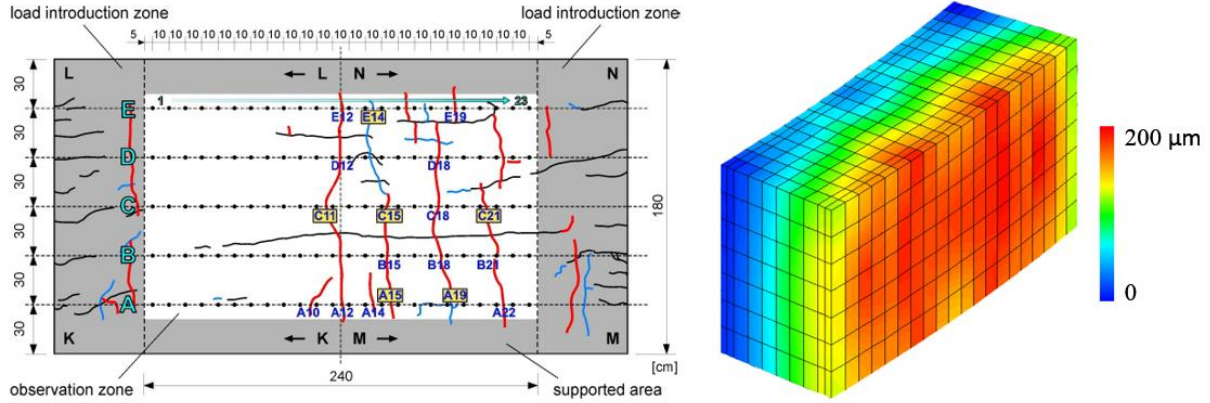 load introduction zone
load introduction zone
5 10 10 10 10 10 10 10 10 10 10 10 10 10 10 10 10 10 10 10 10 10 10 10 5
L
L N
N
30
1 23
E
E12 E14 E19
30
D
D12 D18
30
C
C11 C15 C18 C21
180
30
B
B15 B18 B21
30
A15 A19
A
A10 A12 A14 A22
30
K
K M
M
[cm]
observation zone
240
supported area
200 µm
0